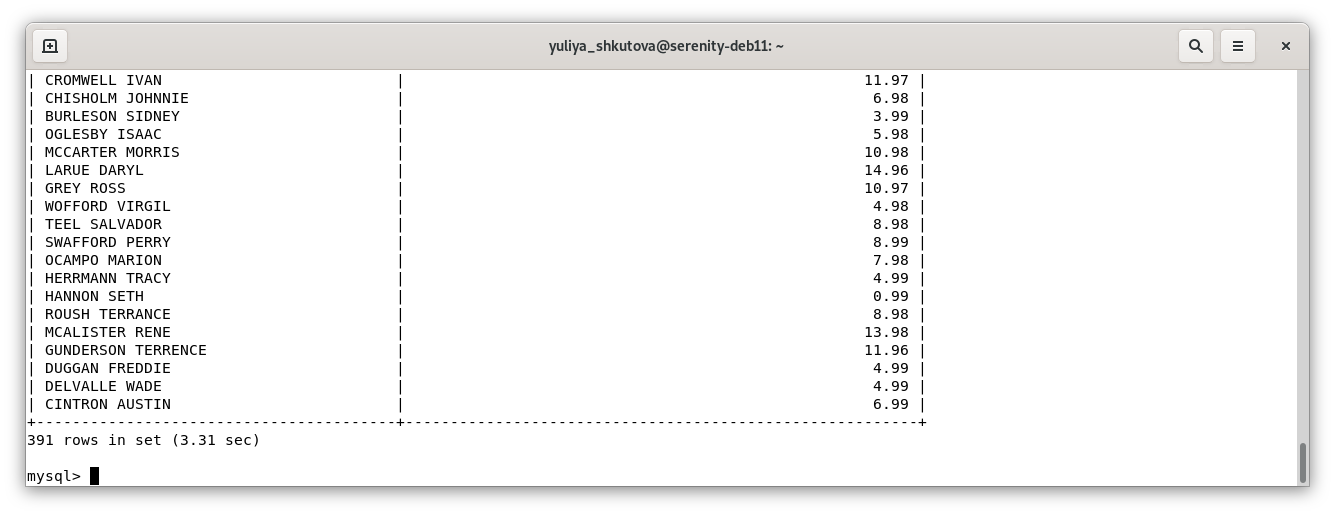 yuliya_shkutova@serenity-deb11: ~
| CROMWELL IVAN | 11.97 |
| CHISHOLM JOHNNIE | 6.98 |
| BURLESON SIDNEY | 3.99 |
| OGLESBY ISAAC | 5.98 |
| MCCARTER MORRIS | 10.98 |
| LARUE DARYL | 14.96 |
| GREY ROSS | 10.97 |
| WOFFORD VIRGIL | 4.98 |
| TEEL SALVADOR | 8.98 |
| SWAFFORD PERRY | 8.99 |
| OCAMPO MARION | 7.98 |
| HERRMANN TRACY | 4.99 |
| HANNON SETH | 0.99 |
| ROUSH TERRANCE | 8.98 |
| MCALISTER RENE | 13.98 |
| GUNDERSON TERRENCE | 11.96 |
| DUGGAN FREDDIE | 4.99 |
| DELVALLE WADE | 4.99 |
| CINTRON AUSTIN | 6.99 |
+----------------------------------------+---------------------------------------------------------+
391 rows in set (3.31 sec)
mysql>